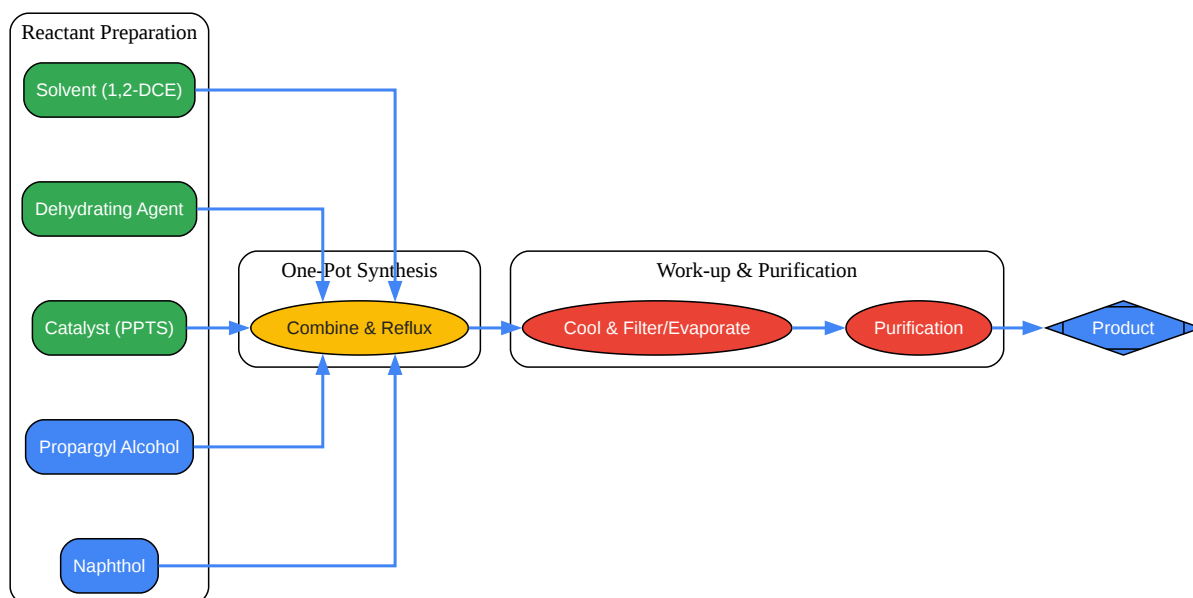 Reactant Preparation
Solvent (1,2-DCE)
Dehydrating Agent
Catalyst (PPTS)
Propargyl Alcohol
Naphthol
One-Pot Synthesis
Combine & Reflux
Work-up & Purification
Cool & Filter/Evaporate
Purification
Product